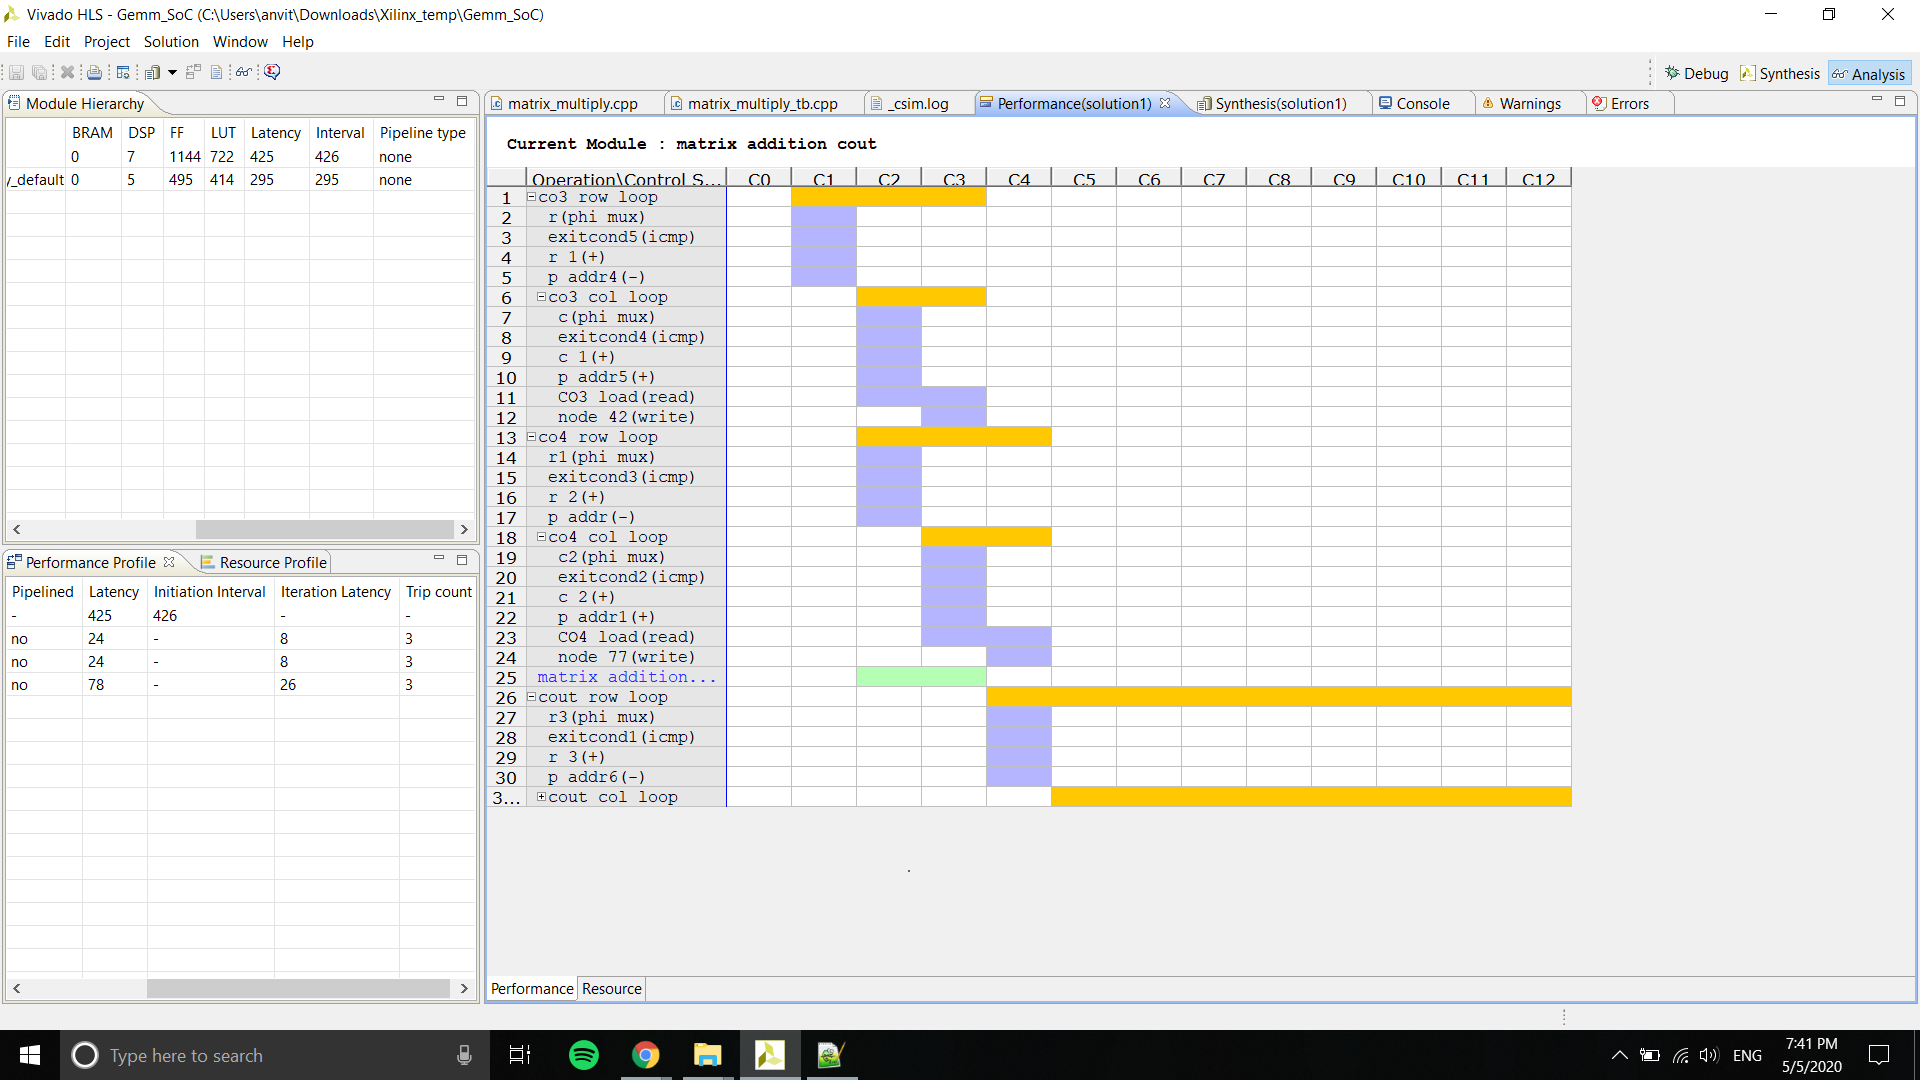 Vivado HLS - Gemm_SoC (C:\Users\anvit\Downloads\Xilinx_temp\Gemm_SoC)
File Edit Project Solution Window Help
Debug Synthesis Analysis
Module Hierarchy
BRAM DSP FF LUT Latency Interval Pipeline type
0 7 1144 722 425 426 none
y_default 0 5 495 414 295 295 none
Performance Profile Resource Profile
Pipelined Latency Initiation Interval Iteration Latency Trip count
- 425 426 - -
no 24 - 8 3
no 24 - 8 3
no 78 - 26 3
matrix_multiply.cpp matrix_multiply_tb.cpp _csim.log Performance(solution1) Synthesis(solution1) Console Warnings Errors
Current Module : matrix addition cout
Operation\Control S... C0 C1 C2 C3 C4 C5 C6 C7 C8 C9 C10 C11 C12
1 co3 row loop
2 r(phi mux)
3 exitcond5(icmp)
4 r 1(+)
5 p addr4(-)
6 co3 col loop
7 c(phi mux)
8 exitcond4(icmp)
9 c 1(+)
10 p addr5(+)
11 CO3 load(read)
12 node 42(write)
13 co4 row loop
14 r1(phi mux)
15 exitcond3(icmp)
16 r 2(+)
17 p addr(-)
18 co4 col loop
19 c2(phi mux)
20 exitcond2(icmp)
21 c 2(+)
22 p addr1(+)
23 CO4 load(read)
24 node 77(write)
25 matrix addition...
26 cout row loop
27 r3(phi mux)
28 exitcond1(icmp)
29 r 3(+)
30 p addr6(-)
3... cout col loop
Performance Resource
Type here to search
ENG
7:41 PM
5/5/2020